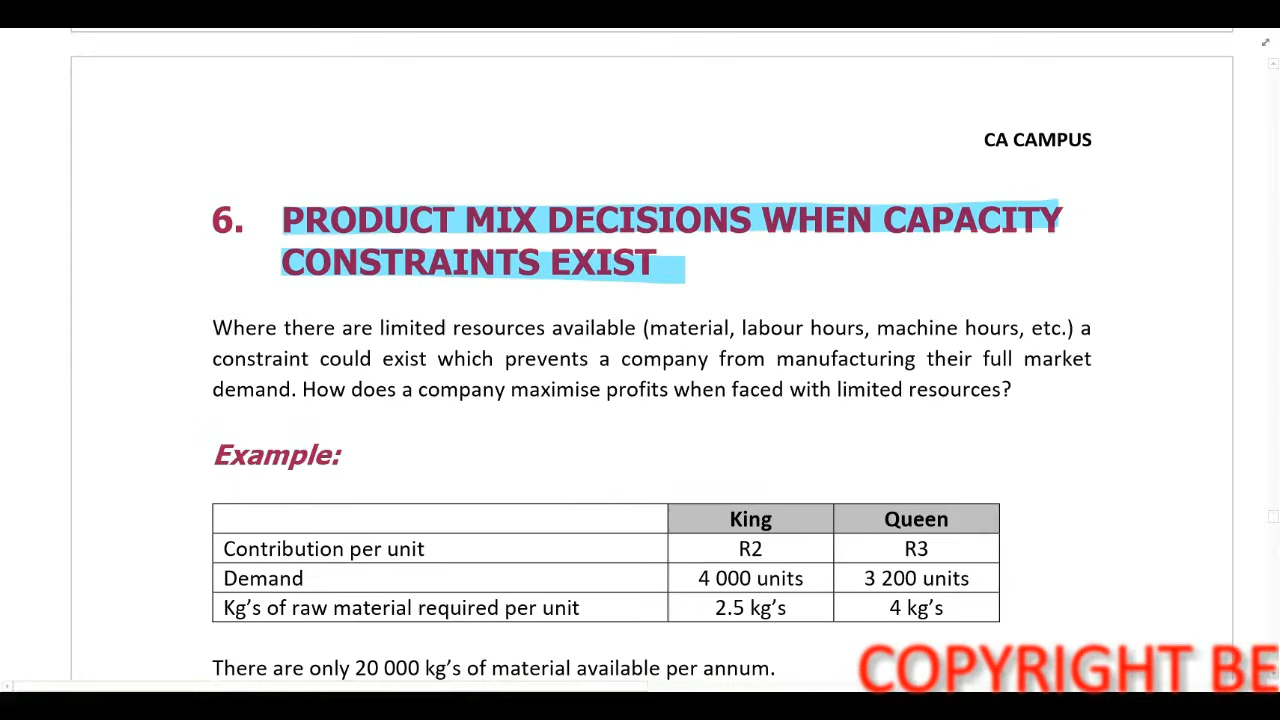 CA CAMPUS
6. PRODUCT MIX DECISIONS WHEN CAPACITY
CONSTRAINTS EXIST
Where there are limited resources available (material, labour hours, machine hours, etc.) a
constraint could exist which prevents a company from manufacturing their full market
demand. How does a company maximise profits when faced with limited resources?
Example:
King Queen
Contribution per unit R2 R3
Demand 4 000 units 3 200 units
Kg’s of raw material required per unit 2.5 kg’s 4 kg’s
There are only 20 000 kg’s of material available per annum.
COPYRIGHT BE